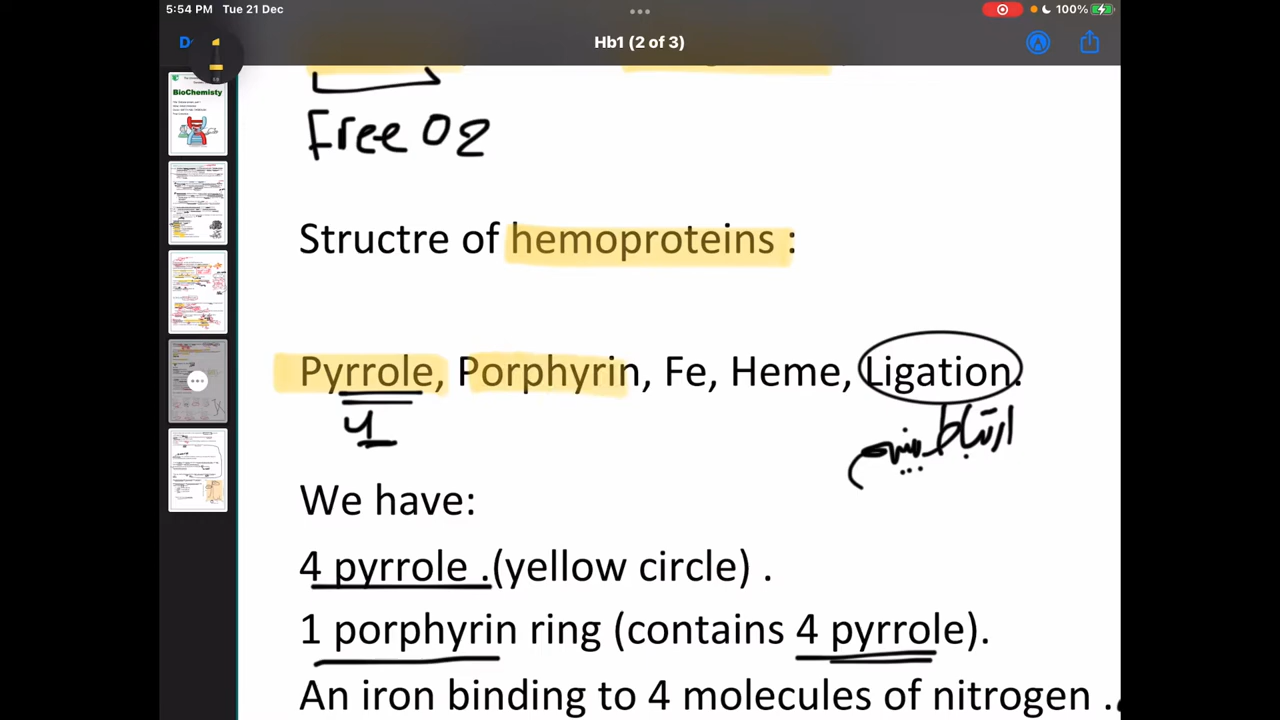 5:54 PM Tue 21 Dec
100%
Hb1 (2 of 3)
BioChemisty
Free O2
Structre of hemoproteins :
Pyrrole, Porphyrin, Fe, Heme, Ligation.
4
ارتباط بينهم
We have:
4 pyrrole .(yellow circle) .
1 porphyrin ring (contains 4 pyrrole).
An iron binding to 4 molecules of nitrogen .